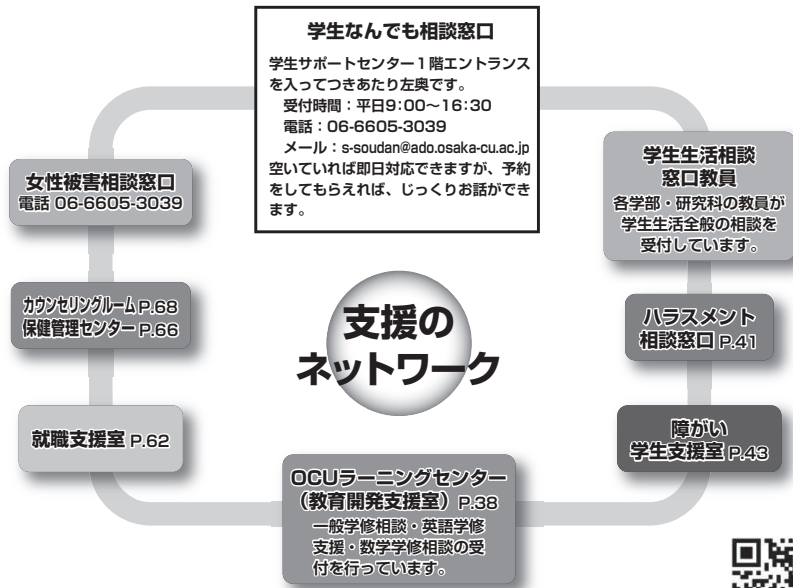 学生なんでも相談窓口
学生サポートセンター1階エントランス
を入ってつきあたり左奥です。
受付時間：平日9:00～16:30
電話：06-6605-3039
メール：s-soudan@ado.osaka-cu.ac.jp
空いていれば即日対応できますが、予約
をしてもらえれば、じっくりお話ができ
ます。
女性被害相談窓口
電話 06-6605-3039
学生生活相談
窓口教員
各学部・研究科の教員が
学生生活全般の相談を
受付しています。
カウンセリングルーム P.68
保健管理センター P.66
支援の
ネットワーク
ハラスメント
相談窓口 P.41
就職支援室 P.62
障がい
学生支援室 P.43
OCUラーニングセンター
（教育開発支援室）P.38
一般学修相談・英語学修
支援・数学学修相談の受
付を行っています。